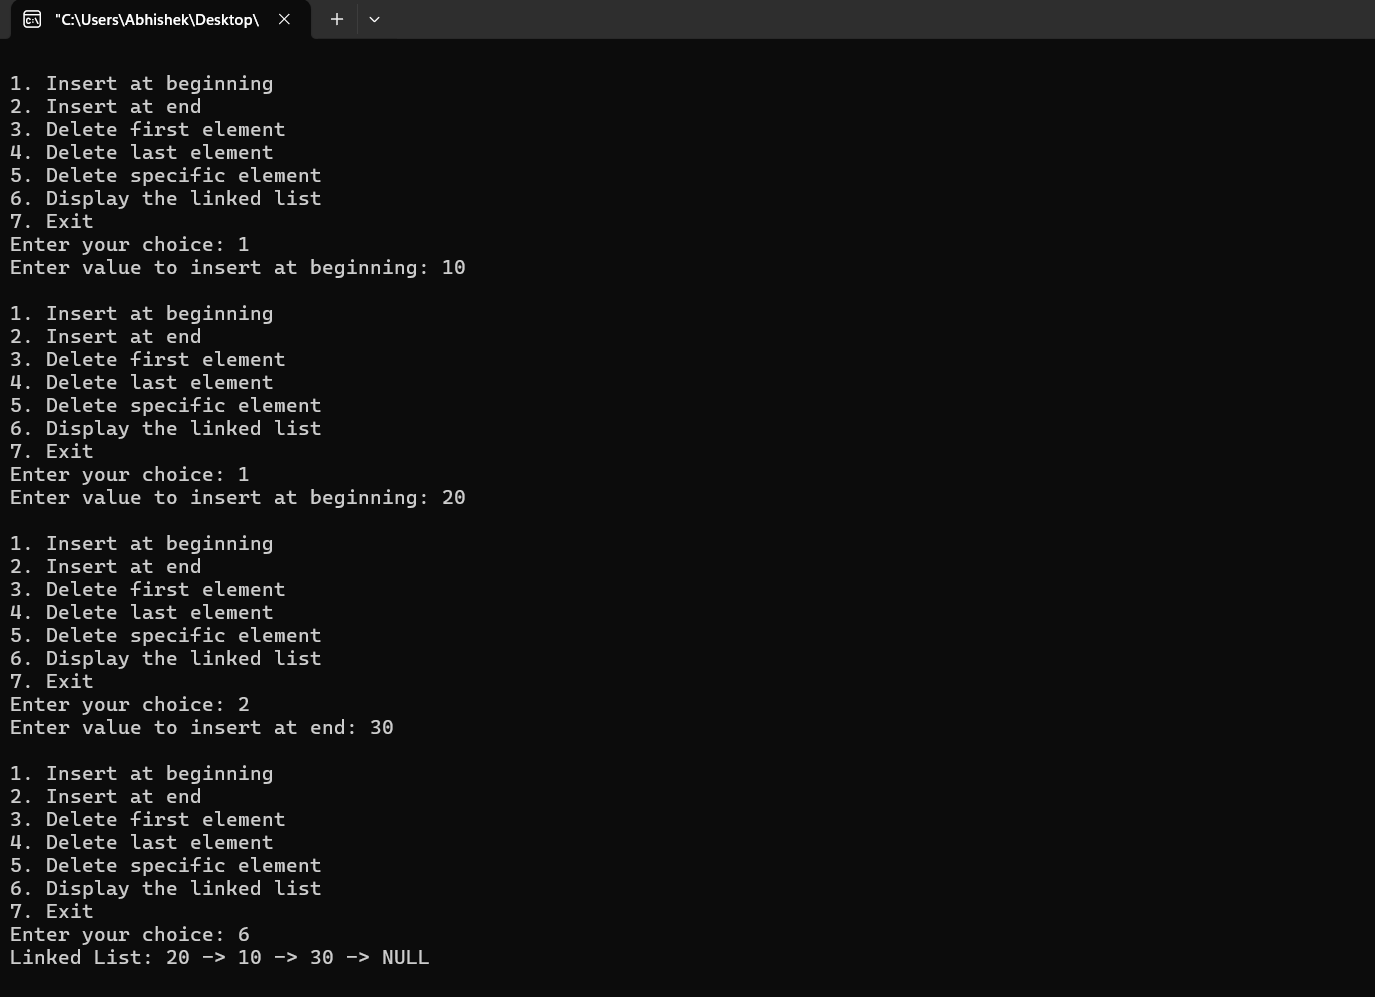 "C:\Users\Abhishek\Desktop\
1. Insert at beginning
2. Insert at end
3. Delete first element
4. Delete last element
5. Delete specific element
6. Display the linked list
7. Exit
Enter your choice: 1
Enter value to insert at beginning: 10
1. Insert at beginning
2. Insert at end
3. Delete first element
4. Delete last element
5. Delete specific element
6. Display the linked list
7. Exit
Enter your choice: 1
Enter value to insert at beginning: 20
1. Insert at beginning
2. Insert at end
3. Delete first element
4. Delete last element
5. Delete specific element
6. Display the linked list
7. Exit
Enter your choice: 2
Enter value to insert at end: 30
1. Insert at beginning
2. Insert at end
3. Delete first element
4. Delete last element
5. Delete specific element
6. Display the linked list
7. Exit
Enter your choice: 6
Linked List: 20 -> 10 -> 30 -> NULL